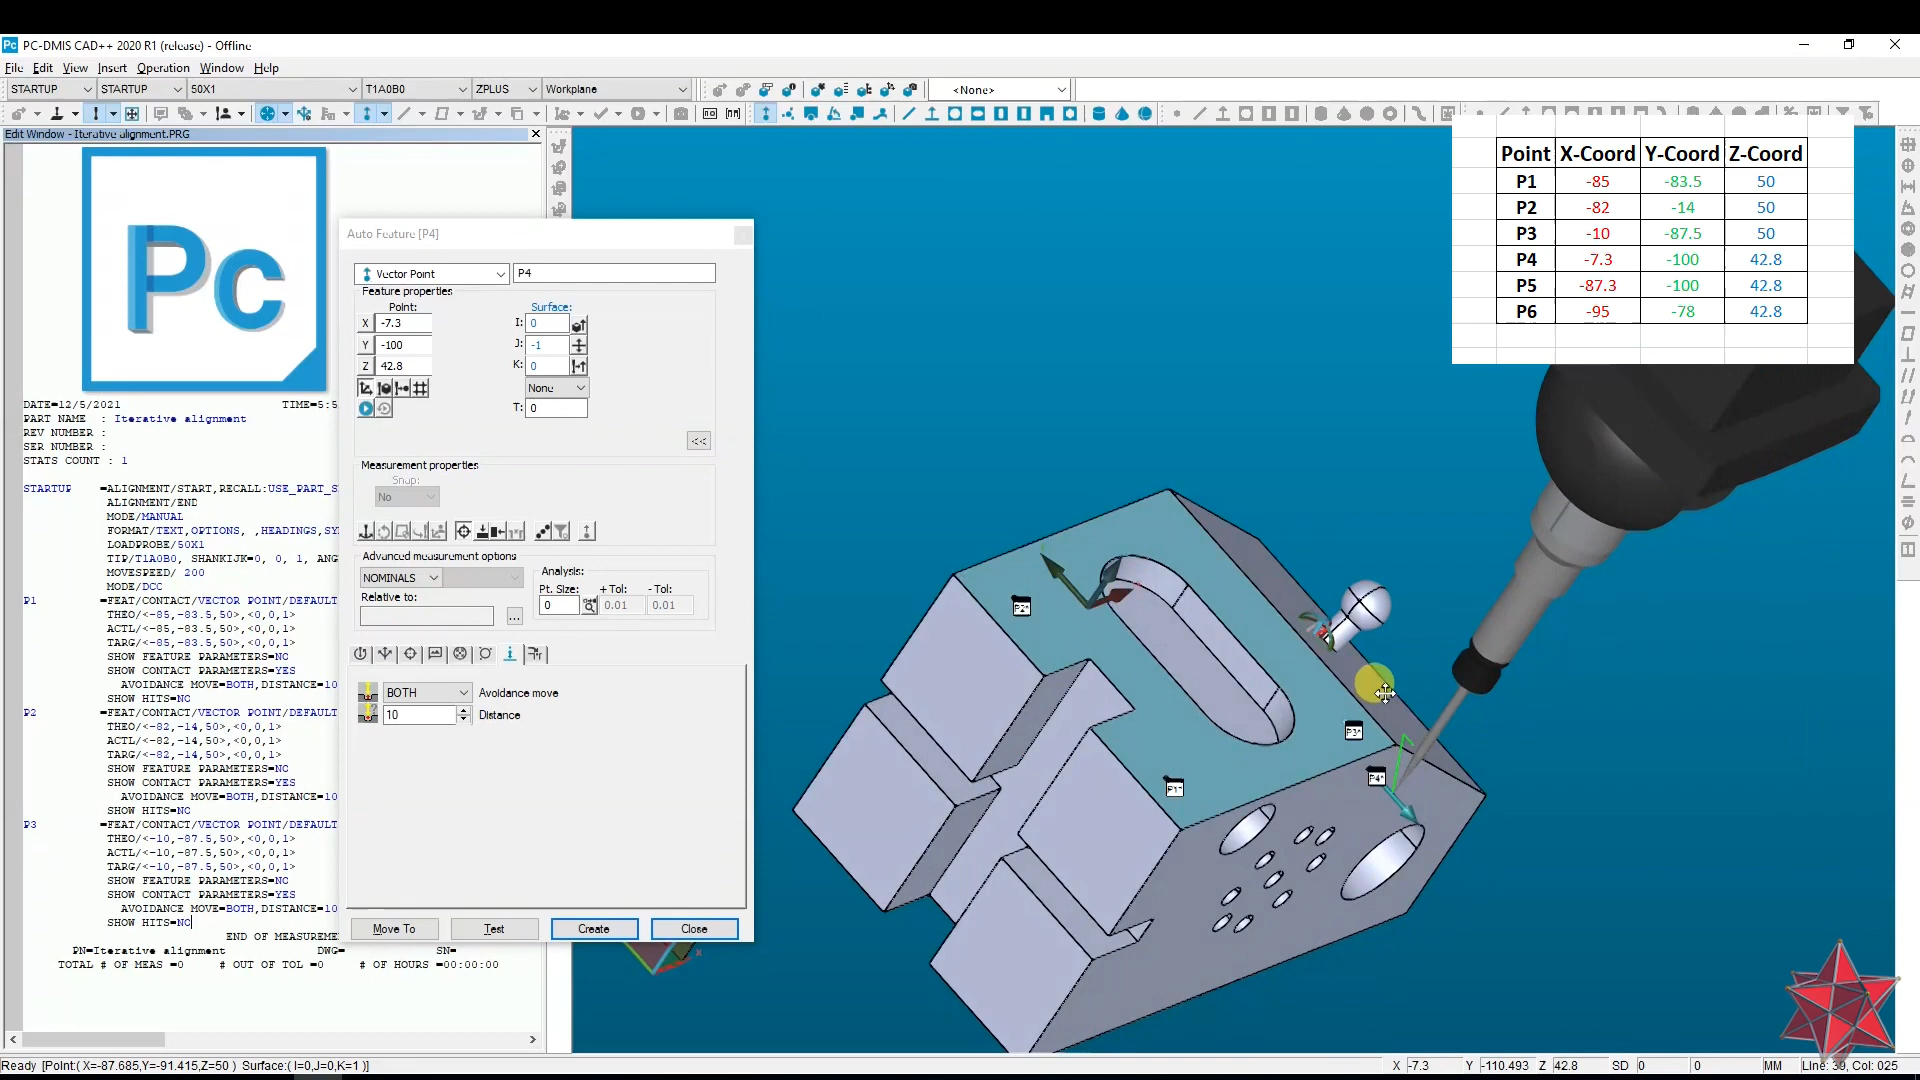 PC-DMIS CAD++ 2020 R1 (release) - Offline
File Edit View Insert Operation Window Help
STARTUP STARTUP 50X1 T1A0B0 ZPLUS Workplane <None>
Edit Window - Iterative alignment.PRG
Pc
DATE=12/5/2021 TIME=5:5
PART NAME : Iterative alignment
REV NUMBER :
SER NUMBER :
STATS COUNT : 1
STARTUP =ALIGNMENT/START,RECALL:USE_PART_S
ALIGNMENT/END
MODE/MANUAL
FORMAT/TEXT,OPTIONS, ,HEADINGS,SY
LOADPROBE/50X1
TIP/T1A0B0, SHANKIJK=0, 0, 1, ANG
MOVESPEED/ 200
MODE/DCC
P1 =FEAT/CONTACT/VECTOR POINT/DEFAULT
THEO/<-85,-83.5,50>,<0,0,1>
ACTL/<-85,-83.5,50>,<0,0,1>
TARG/<-85,-83.5,50>,<0,0,1>
SHOW FEATURE PARAMETERS=NO
SHOW CONTACT PARAMETERS=YES
AVOIDANCE MOVE=BOTH,DISTANCE=10
SHOW HITS=NO
P2 =FEAT/CONTACT/VECTOR POINT/DEFAULT
THEO/<-82,-14,50>,<0,0,1>
ACTL/<-82,-14,50>,<0,0,1>
TARG/<-82,-14,50>,<0,0,1>
SHOW FEATURE PARAMETERS=NO
SHOW CONTACT PARAMETERS=YES
AVOIDANCE MOVE=BOTH,DISTANCE=10
SHOW HITS=NO
P3 =FEAT/CONTACT/VECTOR POINT/DEFAULT
THEO/<-10,-87.5,50>,<0,0,1>
ACTL/<-10,-87.5,50>,<0,0,1>
TARG/<-10,-87.5,50>,<0,0,1>
SHOW FEATURE PARAMETERS=NO
SHOW CONTACT PARAMETERS=YES
AVOIDANCE MOVE=BOTH,DISTANCE=10
SHOW HITS=NO
END OF MEASUREME
PN=Iterative alignment DWG= SN=
TOTAL # OF MEAS =0 # OUT OF TOL =0 # OF HOURS =00:00:00
Auto Feature [P4]
Vector Point P4
Feature properties
Point: Surface:
X -7.3 I: 0
Y -100 J: -1
Z 42.8 K: 0
None
T: 0
<<
Measurement properties
Snap:
No
Advanced measurement options
NOMINALS
Relative to:
...
Analysis:
Pt. Size: + Tol: - Tol:
0 0.01 0.01
BOTH Avoidance move
10 Distance
Move To Test Create Close
Point X-Coord Y-Coord Z-Coord
P1 -85 -83.5 50
P2 -82 -14 50
P3 -10 -87.5 50
P4 -7.3 -100 42.8
P5 -87.3 -100 42.8
P6 -95 -78 42.8
P2*
P3*
P4*
P1*
Ready [Point:( X=-87.685,Y=-91.415,Z=50 ) Surface:( I=0,J=0,K=1 )] X -7.3 Y -110.493 Z 42.8 SD 0 0 MM Line: 39, Col: 025